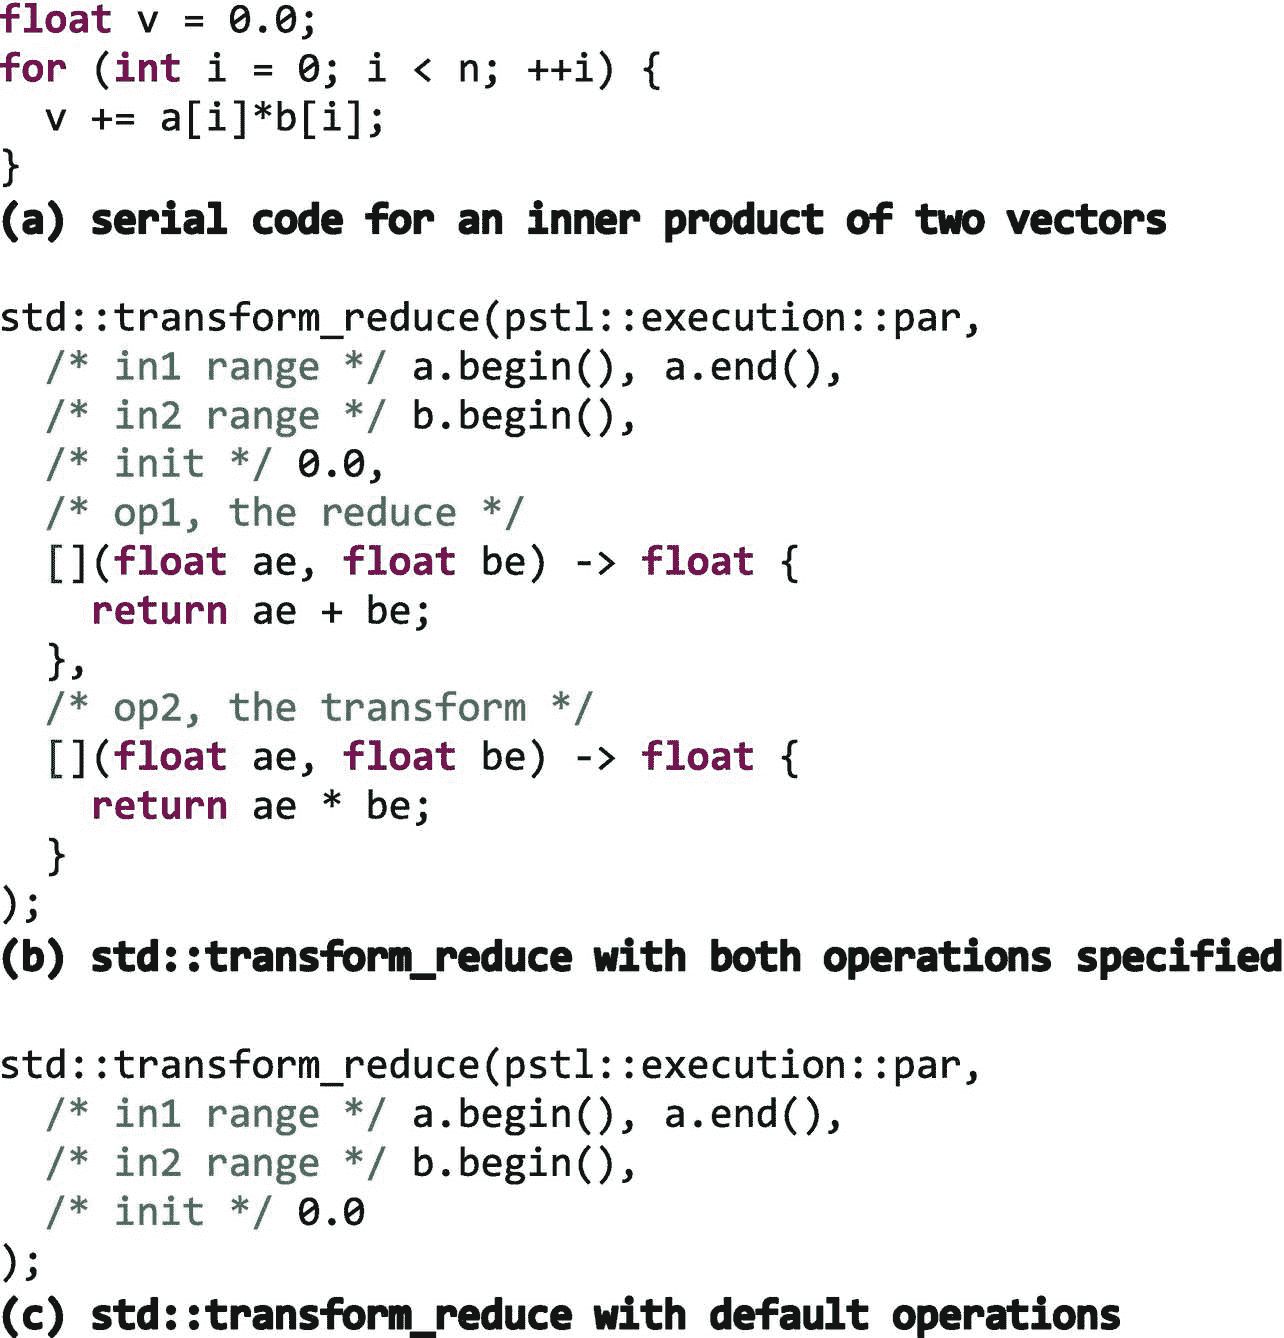 float v = 0.0;
for (int i = 0; i < n; ++i) {
  v += a[i]*b[i];
}
(a) serial code for an inner product of two vectors
std::transform_reduce(pstl::execution::par,
  /* in1 range */ a.begin(), a.end(),
  /* in2 range */ b.begin(),
  /* init */ 0.0,
  /* op1, the reduce */
  [](float ae, float be) -> float {
    return ae + be;
  },
  /* op2, the transform */
  [](float ae, float be) -> float {
    return ae * be;
  }
);
(b) std::transform_reduce with both operations specified
std::transform_reduce(pstl::execution::par,
  /* in1 range */ a.begin(), a.end(),
  /* in2 range */ b.begin(),
  /* init */ 0.0
);
(c) std::transform_reduce with default operations